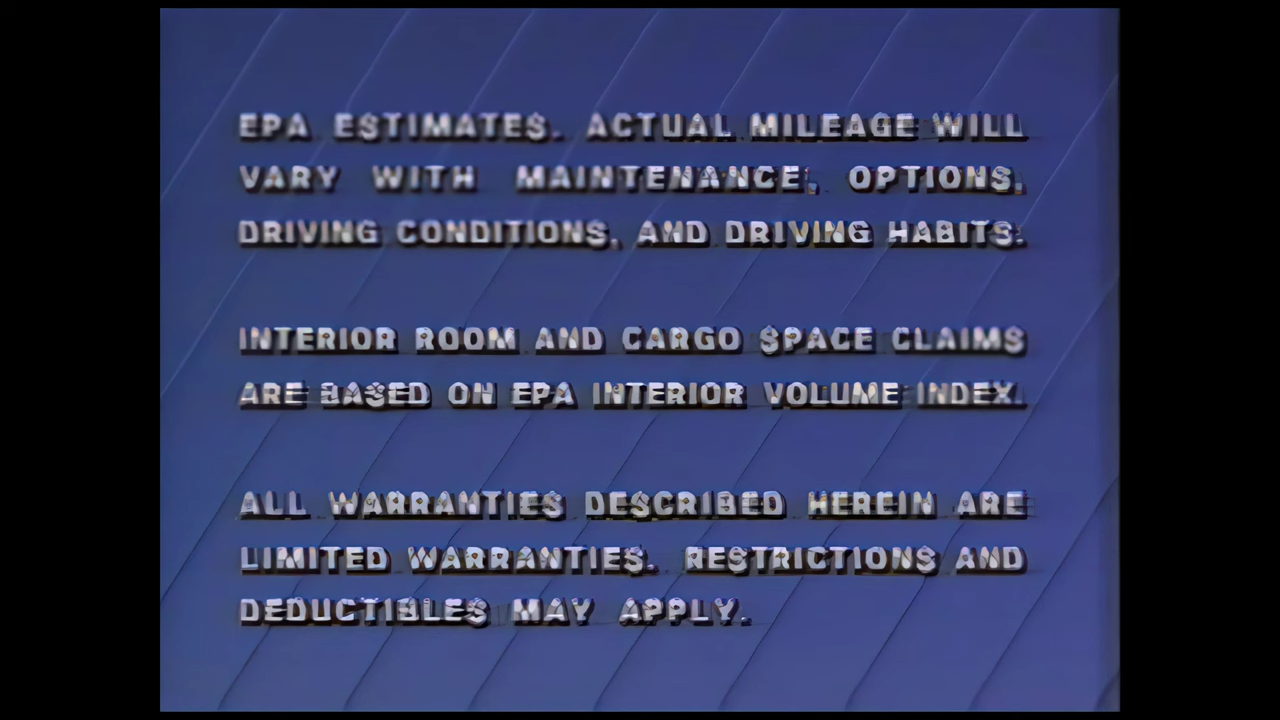 EPA ESTIMATES. ACTUAL MILEAGE WILL
VARY WITH MAINTENANCE, OPTIONS,
DRIVING CONDITIONS, AND DRIVING HABITS.
INTERIOR ROOM AND CARGO SPACE CLAIMS
ARE BASED ON EPA INTERIOR VOLUME INDEX.
ALL WARRANTIES DESCRIBED HEREIN ARE
LIMITED WARRANTIES. RESTRICTIONS AND
DEDUCTIBLES MAY APPLY.